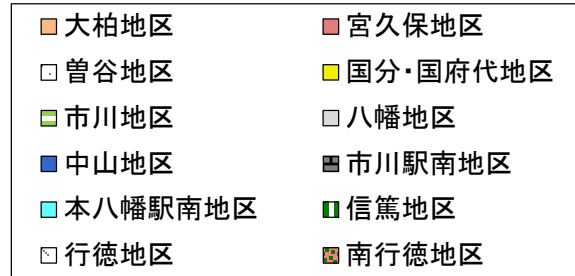 大柏地区 宮久保地区
曽谷地区 国分・国府代地区
市川地区 八幡地区
中山地区 市川駅南地区
本八幡駅南地区 信篤地区
行徳地区 南行徳地区